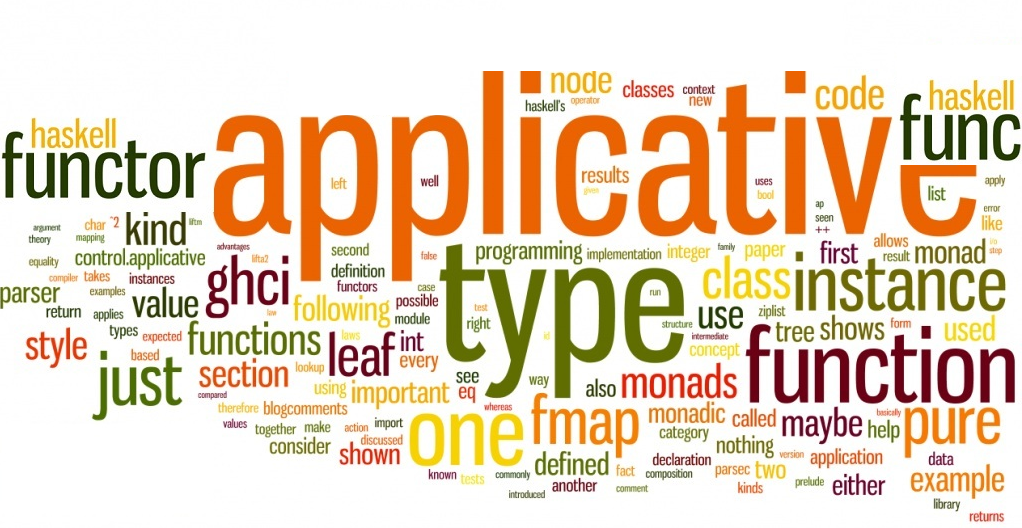 node
classes
context
haskell's
operator
new
code
haskell
func
haskell
functor
applicative
left
well
results
given
uses
bool
list
apply
ap
seen
++
error
like
argument
theory
char
^2
mapping
kind
liftm
equality
control.applicative
advantages
lifta2
second
false
programming
implementation
integer
family
paper
first
allows
result
monad
step
compiler
takes
instances
ghci
definition
functors
type
run
class
instance
parser
examples
return
applies
value
law
following
case
possible
module
test
right
structure
use
ziplist
types
expected
functions
laws
int
id
intermediate
tree
shows
form
used
style
based
just
section
lookup
leaf
every
concept
function
compared
using
important
see
eq
way
also
monads
therefore
blogcomments
whereas
one
fmap
monadic
called
maybe
basically
help
pure
values
together
make
action
import
consider
discussed
shown
category
nothing
defined
fact
declaration
composition
parsec
two
version
application
data
known
tests
commonly
another
introduced
comment
kinds
prelude
either
example
library
returns